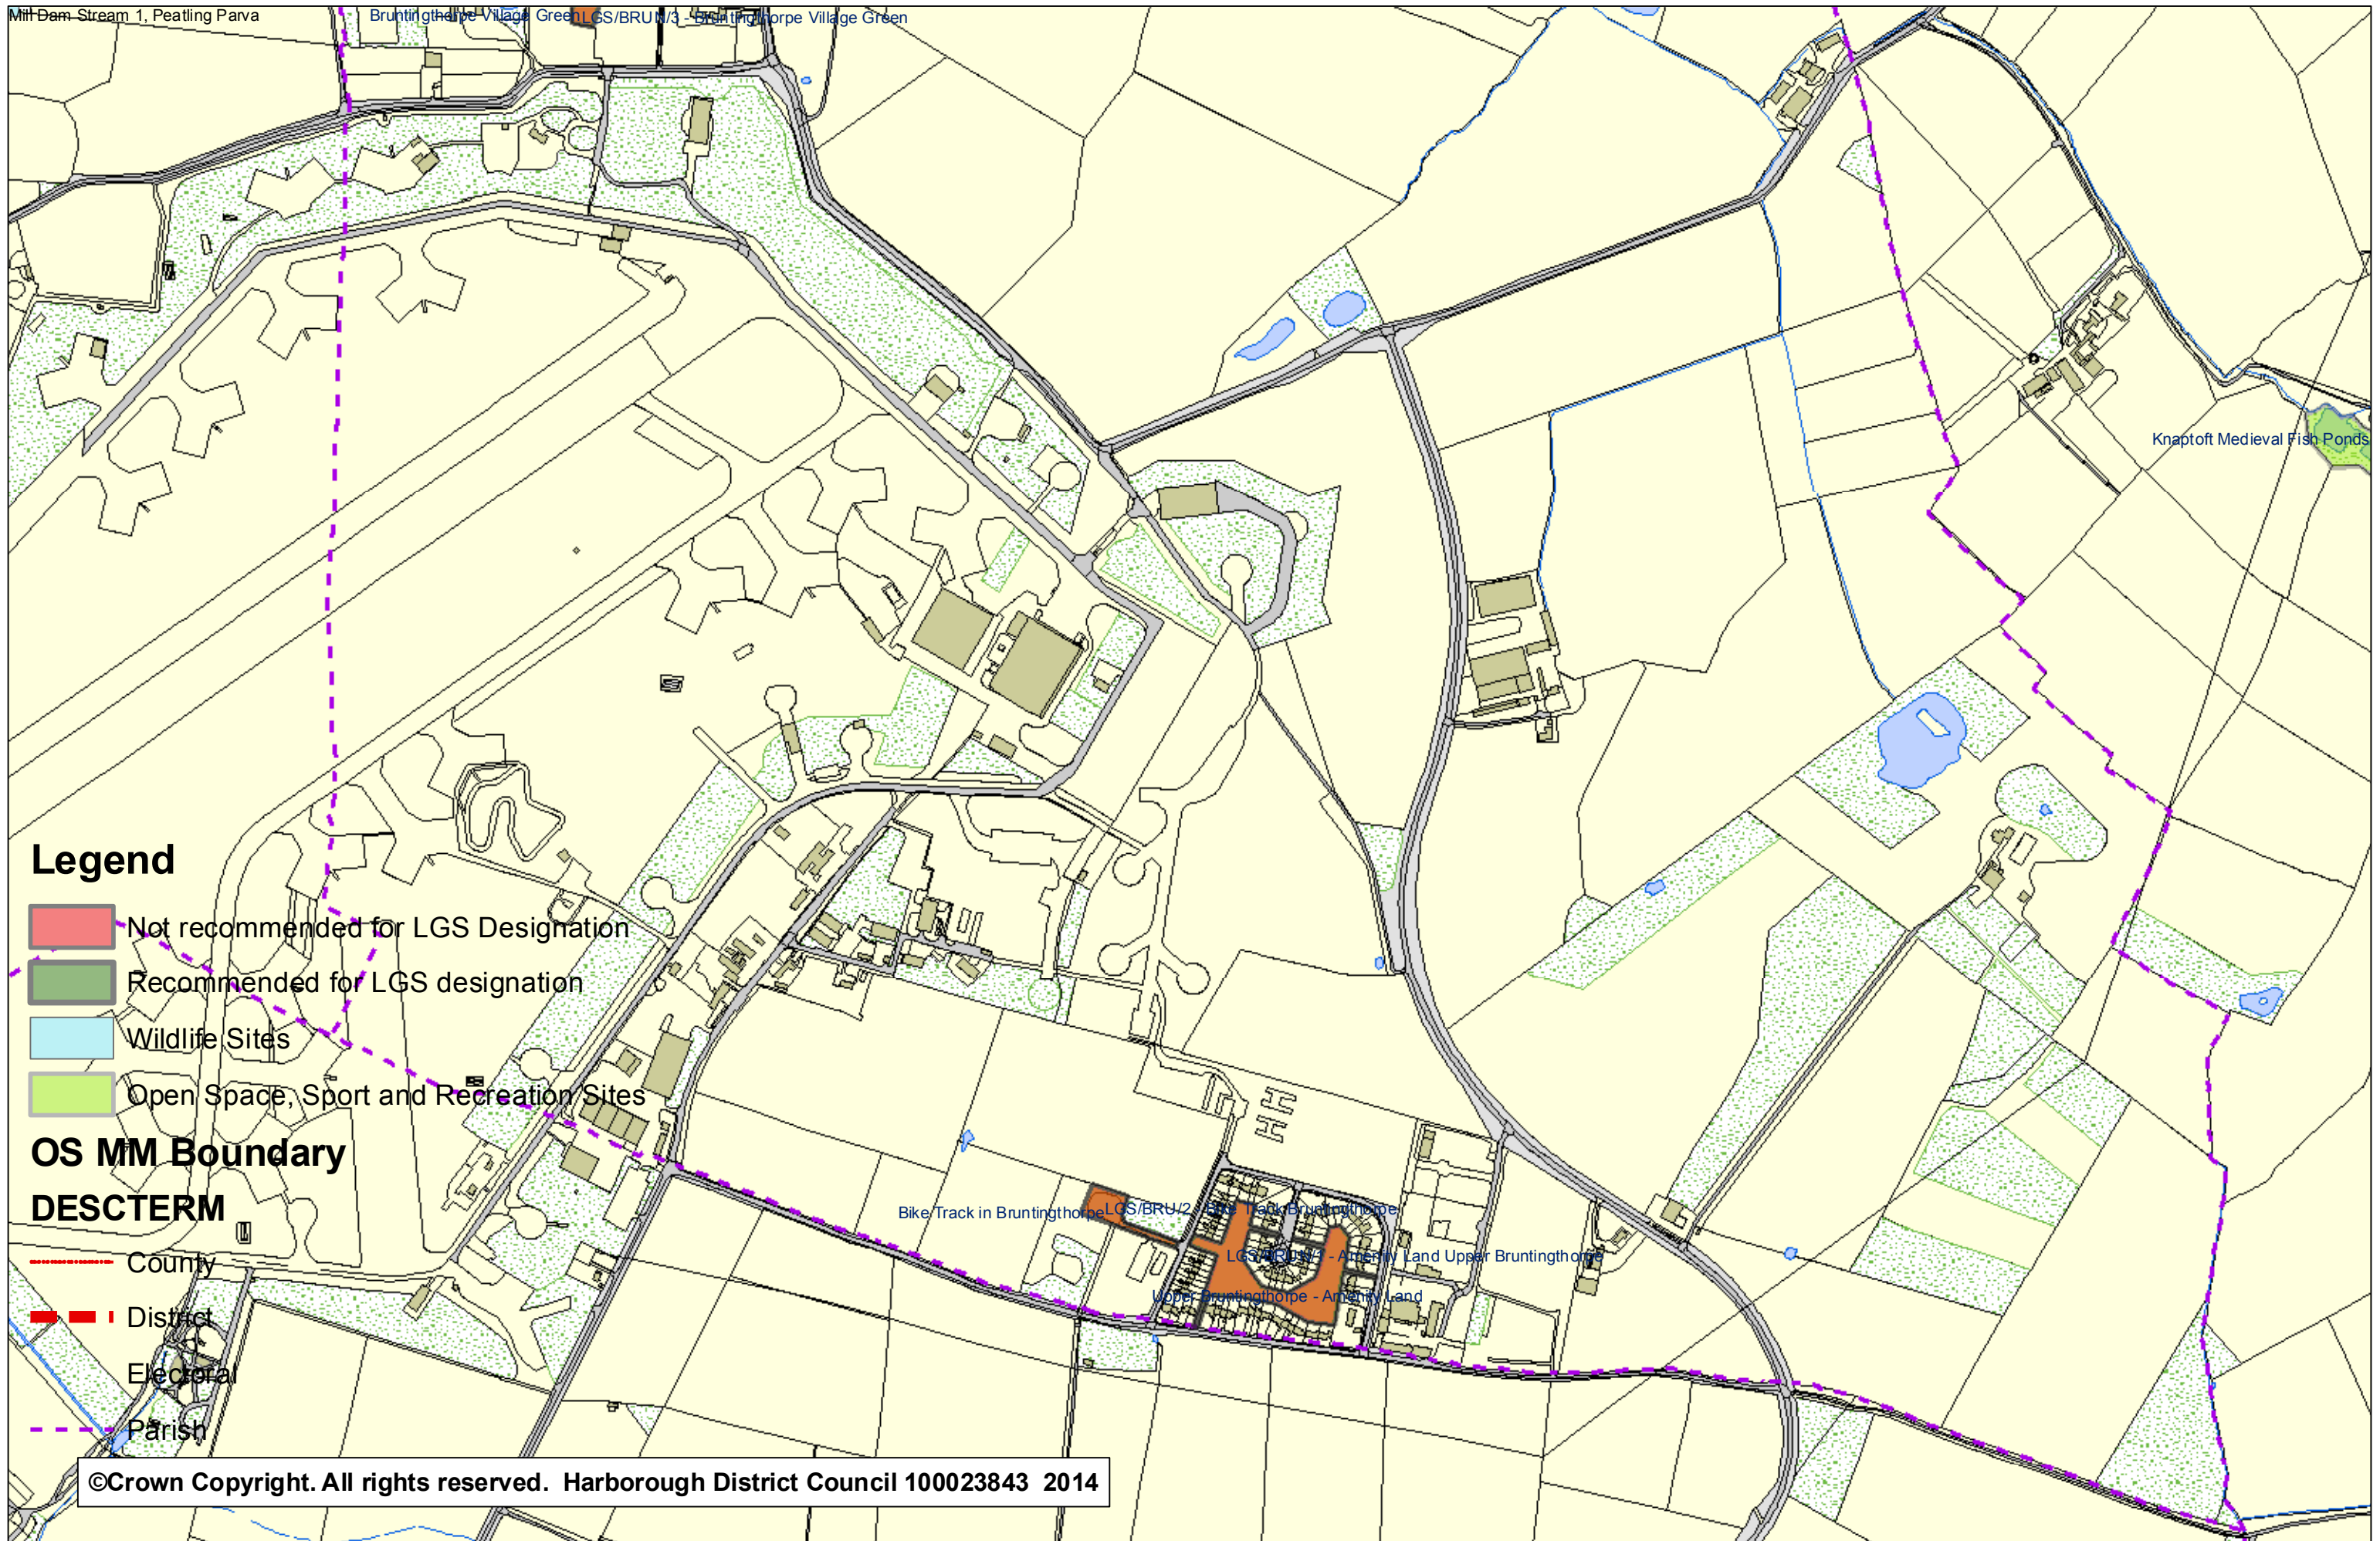 Mill Dam Stream 1, Peatling Parva
Bruntingthorpe Village Green
LGS/BRUN/3 - Bruntingthorpe Village Green
Knaptoft Medieval Fish Ponds
Legend
Not recommended for LGS Designation
Recommended for LGS designation
Wildlife Sites
Open Space, Sport and Recreation Sites
OS MM Boundary
DESCTERM
County
District
Electoral
Parish
Bike Track in Bruntingthorpe
LGS/BRU/2 - Bike Track Bruntingthorpe
LGS/BRUN/1 - Amenity Land Upper Bruntingthorpe
Upper Bruntingthorpe - Amenity Land
©Crown Copyright. All rights reserved. Harborough District Council 100023843 2014